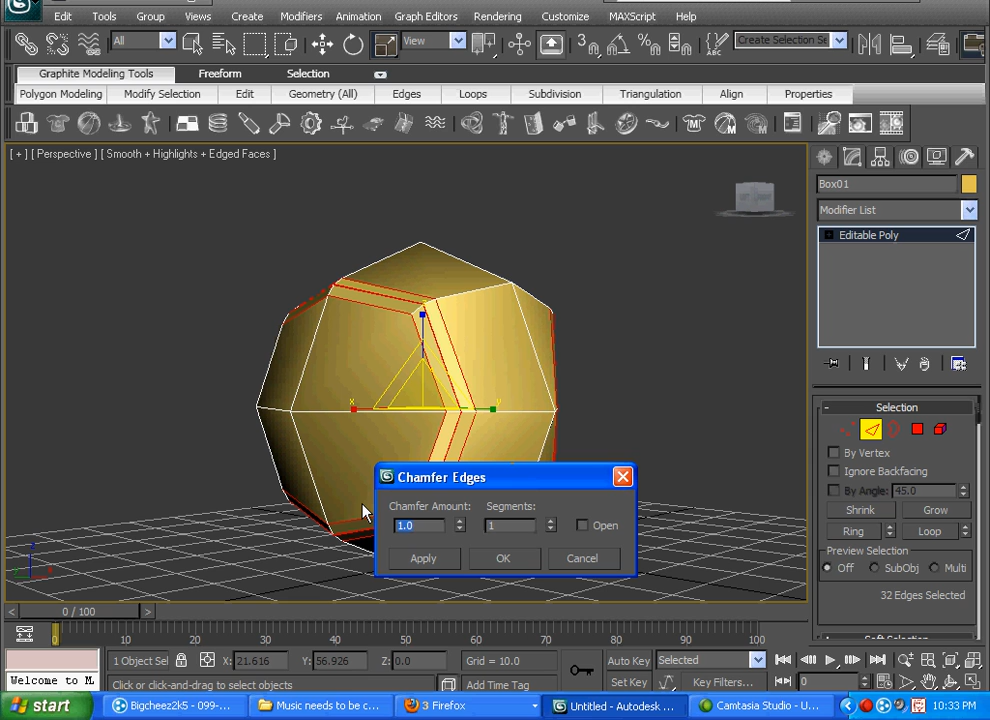 Edit Tools Group Views Create Modifiers Animation Graph Editors Rendering Customize MAXScript Help
All View 3 ABC Create Selection Se
Graphite Modeling Tools Freeform Selection
Polygon Modeling Modify Selection Edit Geometry (All) Edges Loops Subdivision Triangulation Align Properties
[ + ] [ Perspective ] [ Smooth + Highlights + Edged Faces ]
Box01
Modifier List
Editable Poly
x y
Selection
By Vertex
Ignore Backfacing
By Angle: 45.0
Shrink Grow
Ring Loop
Preview Selection
Off SubObj Multi
32 Edges Selected
Chamfer Edges
Chamfer Amount: Segments:
1.0 1 Open
Apply OK Cancel
0 / 100
0 10 20 30 40 50 60 70 80 90 100
1 Object Sel X: 21.616 Y: 56.926 Z: 0.0 Grid = 10.0 Auto Key Selected
Welcome to M Click or click-and-drag to select objects Add Time Tag Set Key Key Filters... 0
start Bigcheez2k5 - 099-... Music needs to be c... 3 Firefox Untitled - Autodesk ... Camtasia Studio - U... 10:33 PM